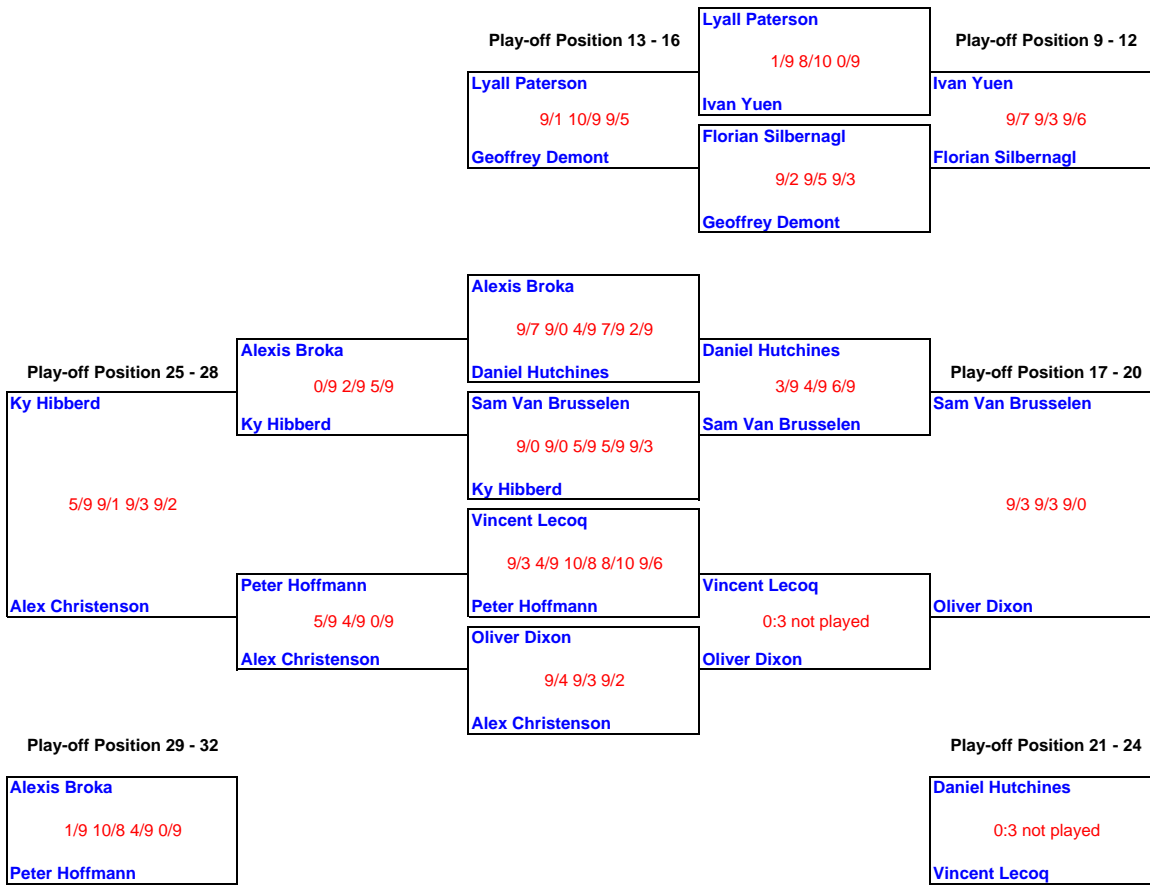 Lyall Paterson
Play-off Position 13 - 16
Play-off Position 9 - 12
1/9 8/10 0/9
Lyall Paterson
Ivan Yuen
Ivan Yuen
9/1 10/9 9/5
9/7 9/3 9/6
Florian Silbernagl
Geoffrey Demont
Florian Silbernagl
9/2 9/5 9/3
Geoffrey Demont
Alexis Broka
9/7 9/0 4/9 7/9 2/9
Alexis Broka
Daniel Hutchines
Play-off Position 25 - 28
Daniel Hutchines
Play-off Position 17 - 20
0/9 2/9 5/9
3/9 4/9 6/9
Ky Hibberd
Sam Van Brusselen
Sam Van Brusselen
Ky Hibberd
Sam Van Brusselen
9/0 9/0 5/9 5/9 9/3
Ky Hibberd
5/9 9/1 9/3 9/2
9/3 9/3 9/0
Vincent Lecoq
9/3 4/9 10/8 8/10 9/6
Peter Hoffmann
Vincent Lecoq
Alex Christenson
Peter Hoffmann
Oliver Dixon
5/9 4/9 0/9
0:3 not played
Oliver Dixon
Alex Christenson
Oliver Dixon
9/4 9/3 9/2
Alex Christenson
Play-off Position 29 - 32
Play-off Position 21 - 24
Alexis Broka
Daniel Hutchines
1/9 10/8 4/9 0/9
0:3 not played
Peter Hoffmann
Vincent Lecoq